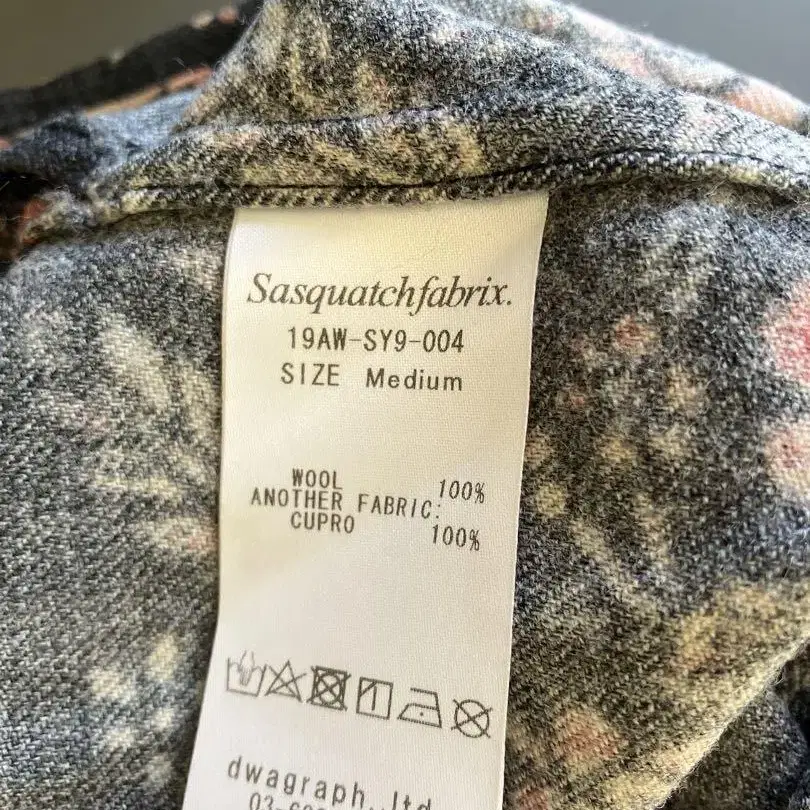 Sasquatchfabrix.
19AW-SY9-004
SIZE Medium
WOOL 100%
ANOTHER FABRIC:
CUPRO 100%
dwagraph.,ltd.